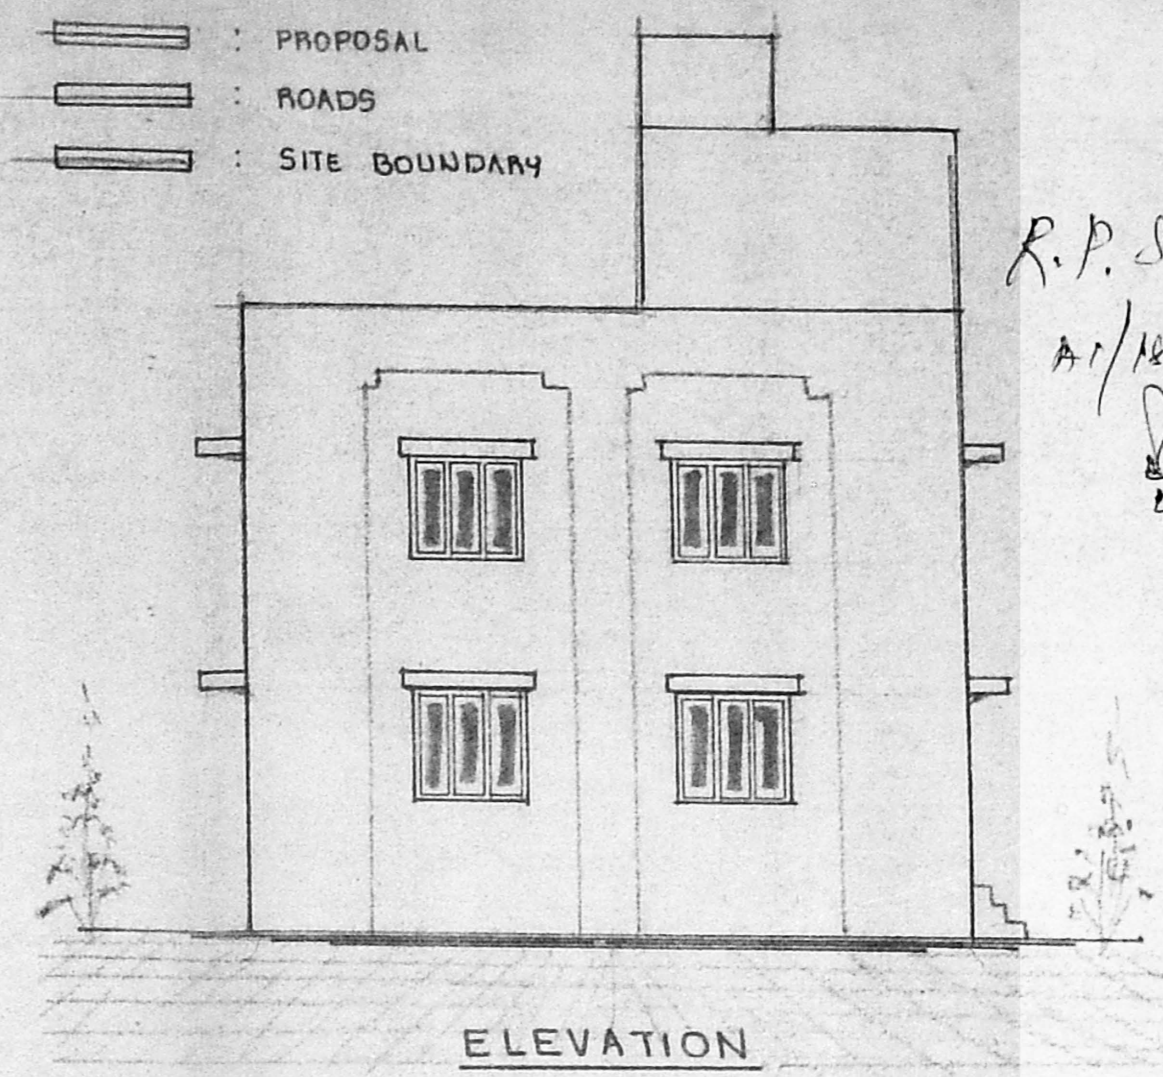 : PROPOSAL
: ROADS
: SITE BOUNDARY
R. P. S
ELEVATION